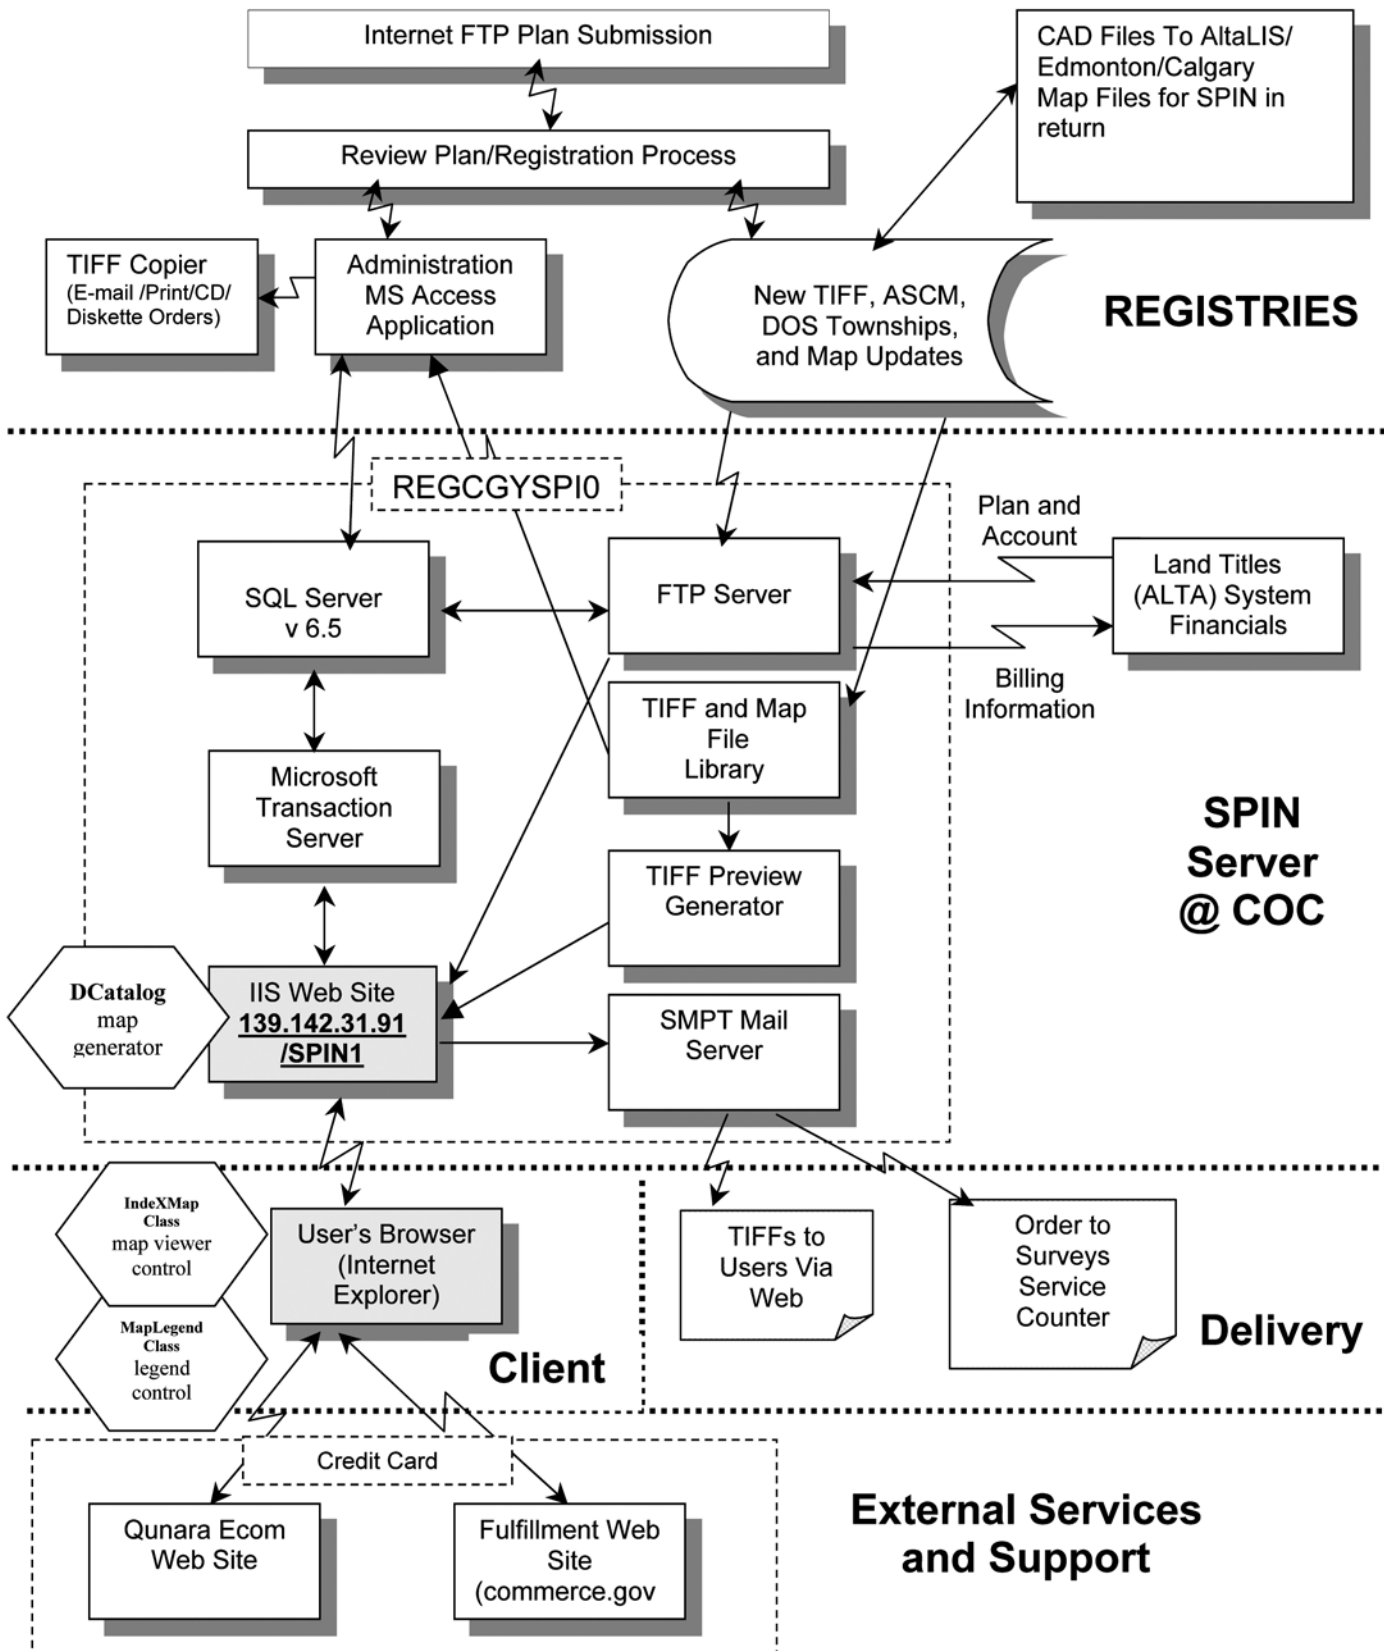 Internet FTP Plan Submission
CAD Files To AltaLIS/
Edmonton/Calgary
Map Files for SPIN in
return
Review Plan/Registration Process
TIFF Copier
(E-mail /Print/CD/
Diskette Orders)
Administration
MS Access
Application
New TIFF, ASCM,
DOS Townships,
and Map Updates
REGISTRIES
REGCGYSPI0
SQL Server
v 6.5
FTP Server
Plan and
Account
Land Titles
(ALTA) System
Financials
Billing
Information
TIFF and Map
File
Library
Microsoft
Transaction
Server
TIFF Preview
Generator
SPIN
Server
@ COC
DCatalog
map
generator
IIS Web Site
139.142.31.91
/SPIN1
SMPT Mail
Server
IndeXMap
Class
map viewer
control
MapLegend
Class
legend
control
User's Browser
(Internet
Explorer)
Client
TIFFs to
Users Via
Web
Order to
Surveys
Service
Counter
Delivery
Credit Card
Qunara Ecom
Web Site
Fulfillment Web
Site
(commerce.gov
External Services
and Support